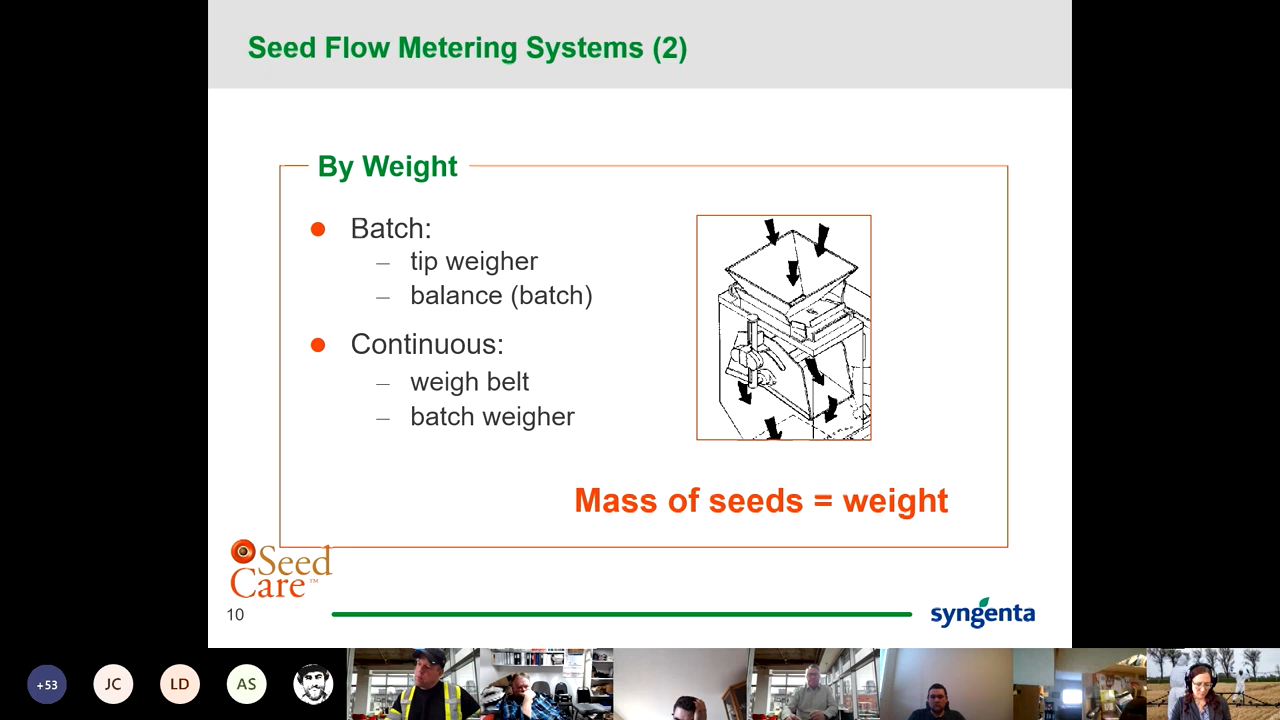 Seed Flow Metering Systems (2)
By Weight
Batch:
– tip weigher
– balance (batch)
Continuous:
– weigh belt
– batch weigher
Mass of seeds = weight
Seed
Care™
10
syngenta
+53
JC
LD
AS